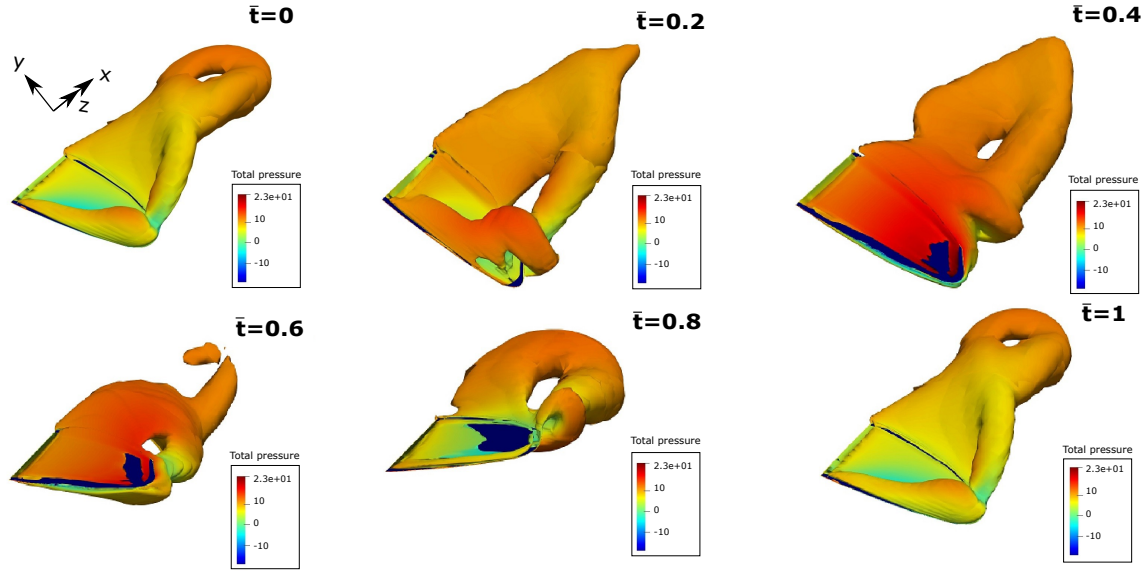 t̄=0
y
x
z
Total pressure
2.3e+01
10
0
-10
t̄=0.2
Total pressure
2.3e+01
10
0
-10
t̄=0.4
Total pressure
2.3e+01
10
0
-10
t̄=0.6
Total pressure
2.3e+01
10
0
-10
t̄=0.8
Total pressure
2.3e+01
10
0
-10
t̄=1
Total pressure
2.3e+01
10
0
-10